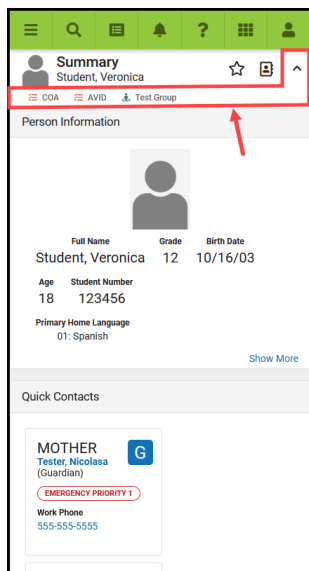 ?
Summary
Student, Veronica
COA AVID Test Group
Person Information
Full Name Grade Birth Date
Student, Veronica 12 10/16/03
Age Student Number
18 123456
Primary Home Language
01: Spanish
Show More
Quick Contacts
MOTHER G
Tester, Nicolasa
(Guardian)
EMERGENCY PRIORITY 1
Work Phone
555-555-5555